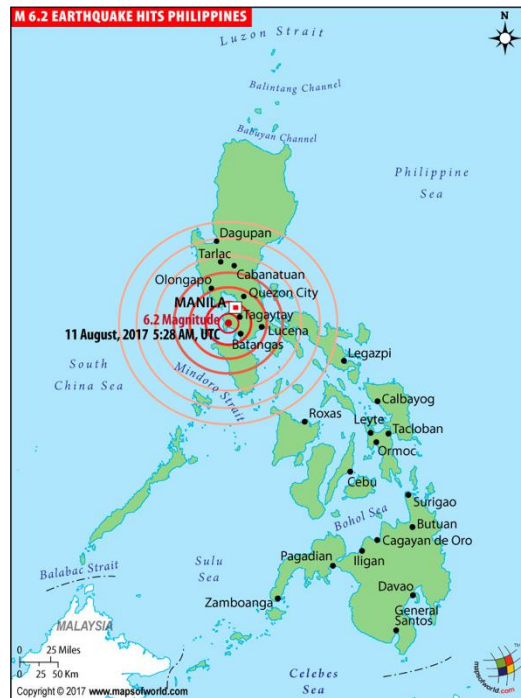 M 6.2 EARTHQUAKE HITS PHILIPPINES
N
Luzon Strait
Balintang Channel
Babuyan Channel
Philippine
Sea
Dagupan
Tarlac
Cabanatuan
Olongapo
Quezon City
MANILA
6.2 Magnitude
Tagaytay
11 August, 2017 5:28 AM, UTC
Lucena
Batangas
South
China Sea
Mindoro Strait
Legazpi
Calbayog
Roxas
Leyte
Tacloban
Ormoc
Cebu
Surigao
Bohol Sea
Butuan
Cagayan de Oro
Iligan
Pagadian
Sulu
Sea
Balabac Strait
Zamboanga
Davao
General
Santos
MALAYSIA
0 25 Miles
0 25 50 Km
Celebes
Sea
mapsofworld.com
TM
Copyright © 2017 www.mapsofworld.com